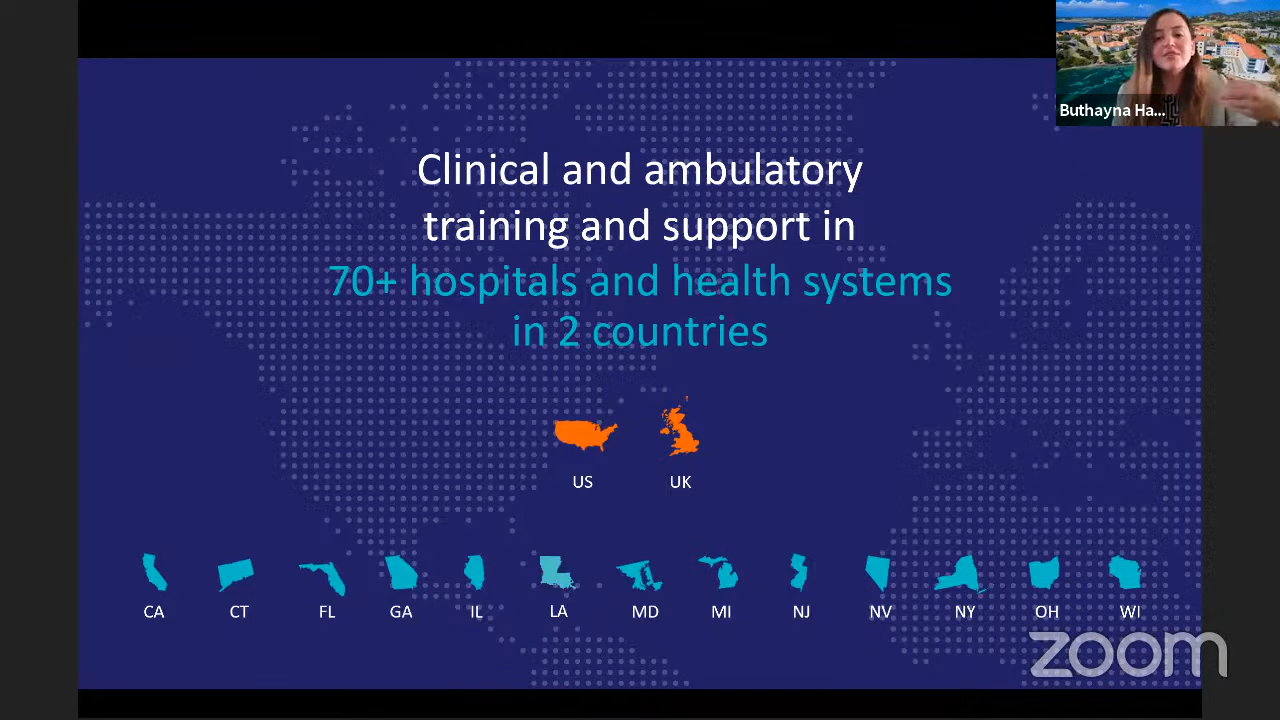 Buthayna Ha...
Clinical and ambulatory
training and support in
70+ hospitals and health systems
in 2 countries
US UK
CA CT FL GA IL LA MD MI NJ NV NY OH WI
zoom